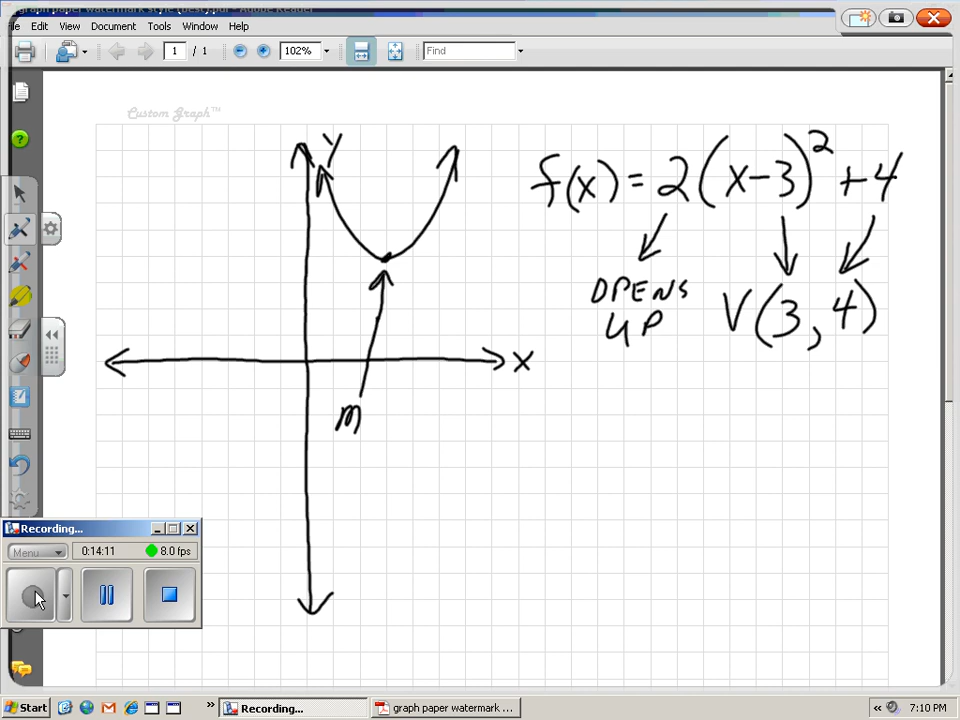 File Edit View Document Tools Window Help
1 / 1 102% Find
Custom Graph™
Y
f(x) = 2(x-3)² + 4
OPENS
UP
V(3, 4)
X
m
Recording...
Menu 0:14:11 8.0 fps
Start Recording... graph paper watermark ... 7:10 PM